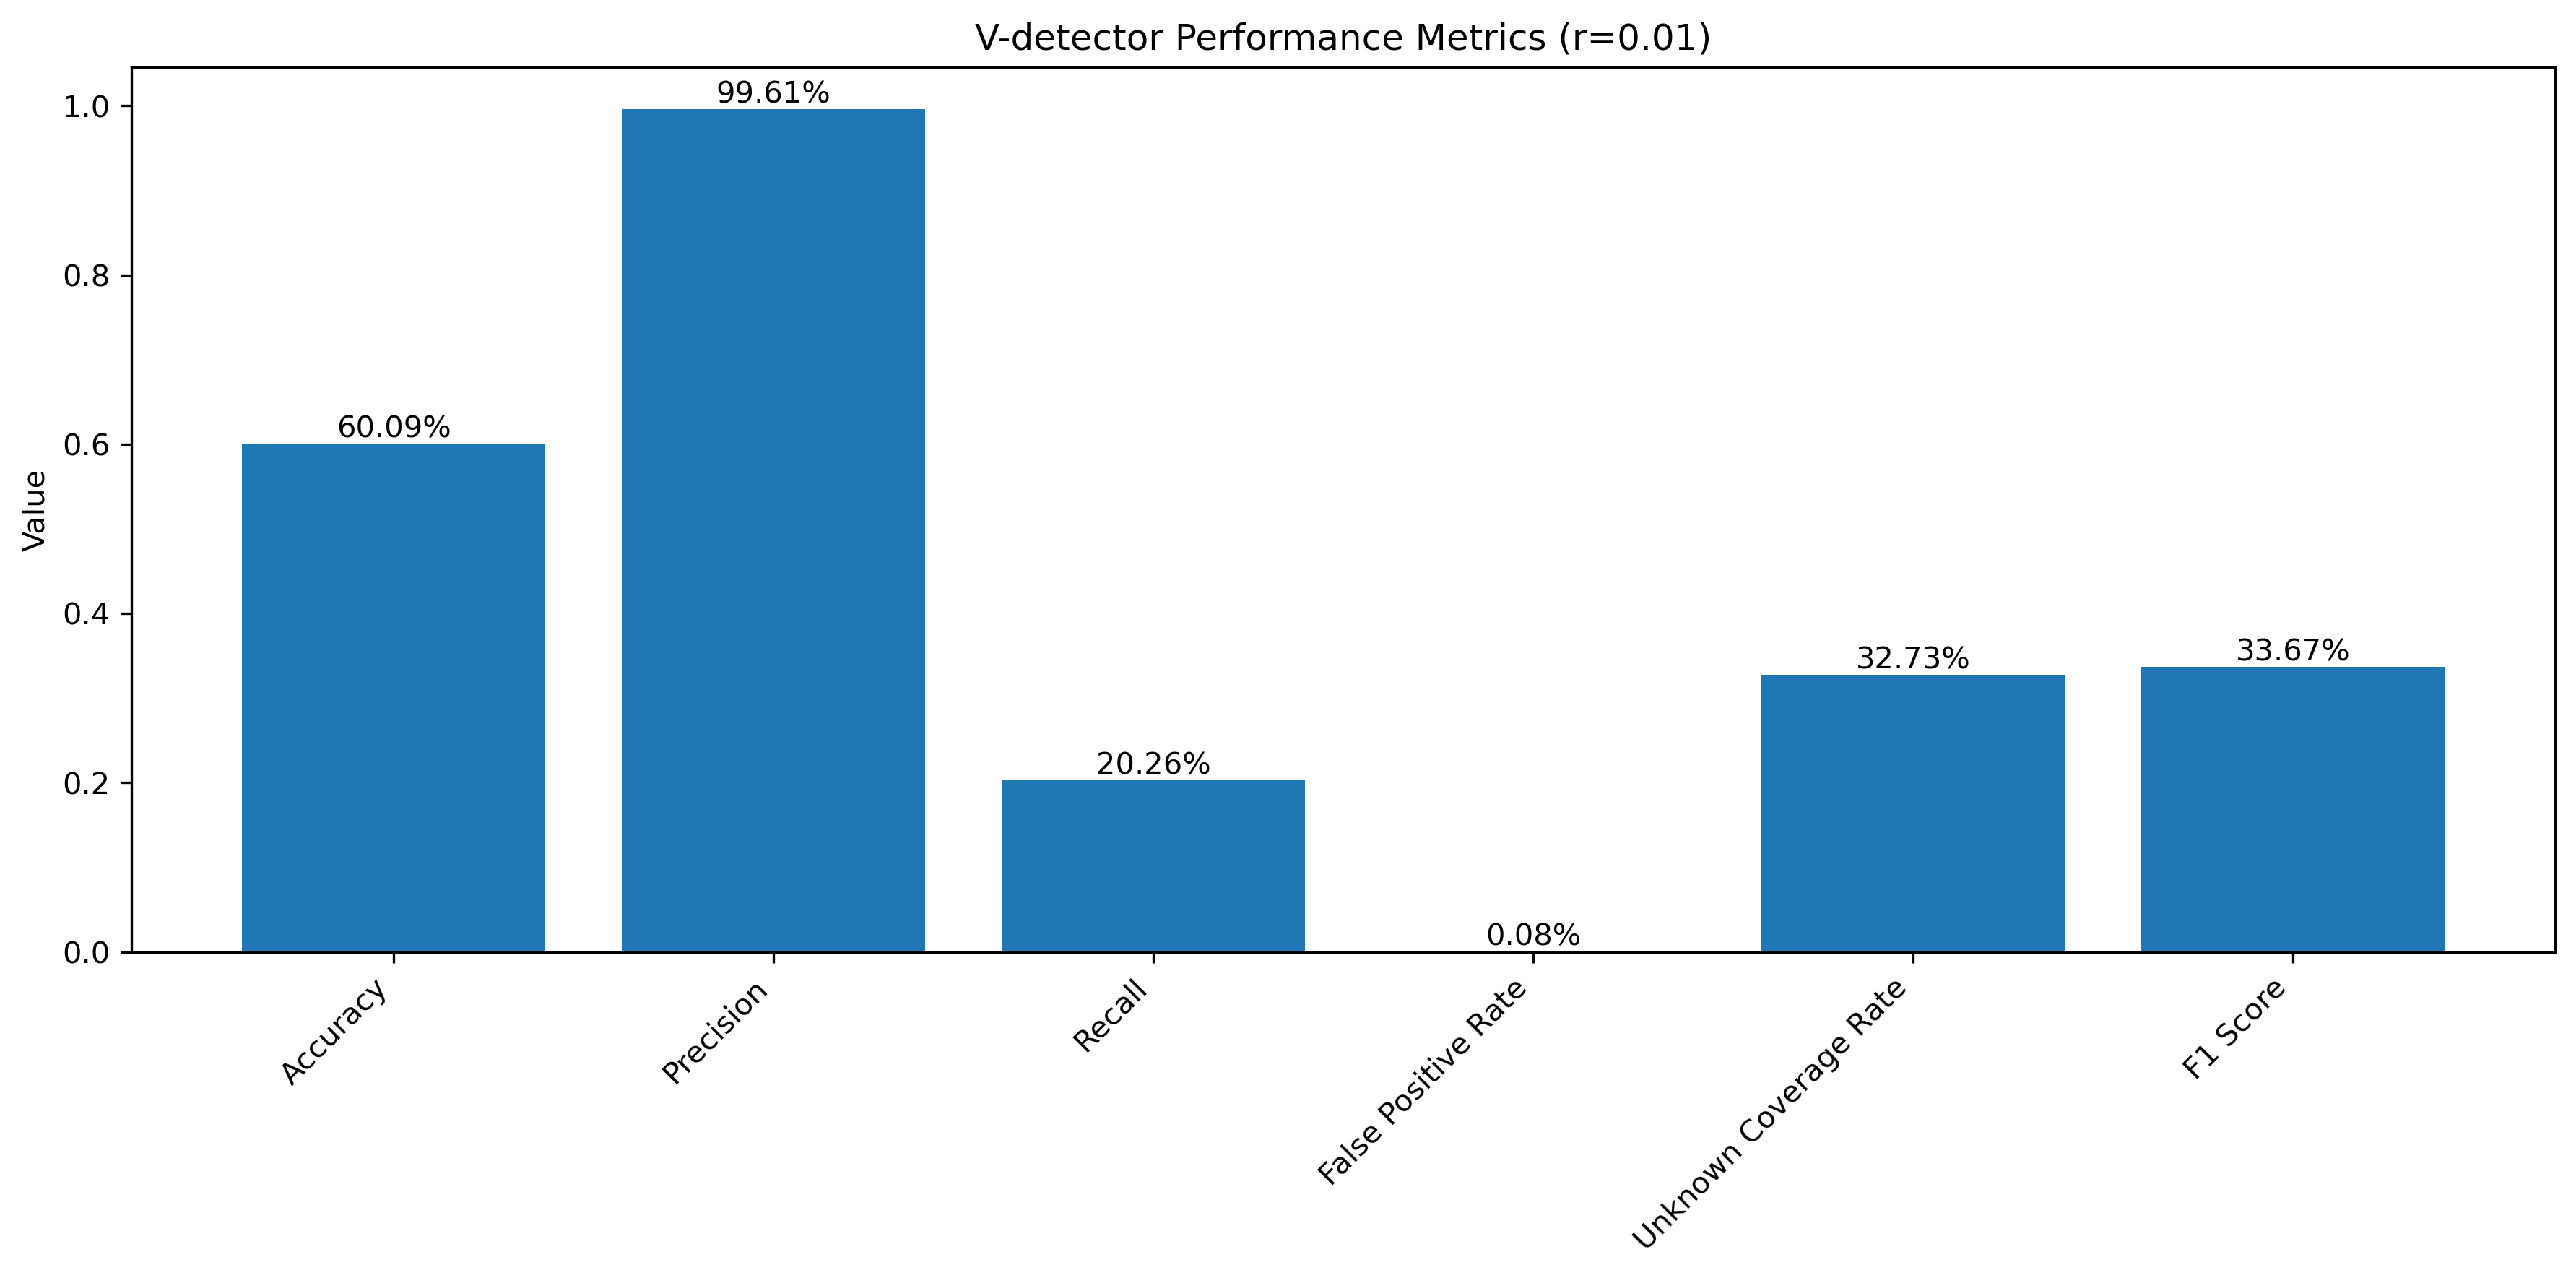 V-detector Performance Metrics (r=0.01)
Value
1.0
0.8
0.6
0.4
0.2
0.0
60.09%
99.61%
20.26%
0.08%
32.73%
33.67%
Accuracy
Precision
Recall
False Positive Rate
Unknown Coverage Rate
F1 Score